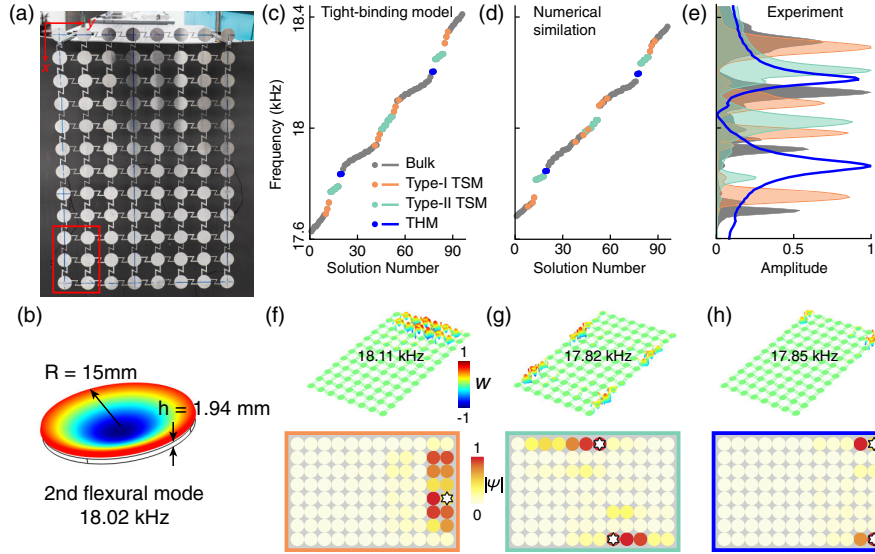 (a)
y
x
(b)
R = 15mm
h = 1.94 mm
2nd flexural mode
18.02 kHz
(c)
Tight-binding model
Frequency (kHz)
18.4
18
17.6
Bulk
Type-I TSM
Type-II TSM
THM
0 30 60 90
Solution Number
(d)
Numerical
similation
0 30 60 90
Solution Number
(e)
Experiment
0 0.5 1
Amplitude
(f)
18.11 kHz
1
W
-1
1
|Ψ|
0
(g)
17.82 kHz
(h)
17.85 kHz